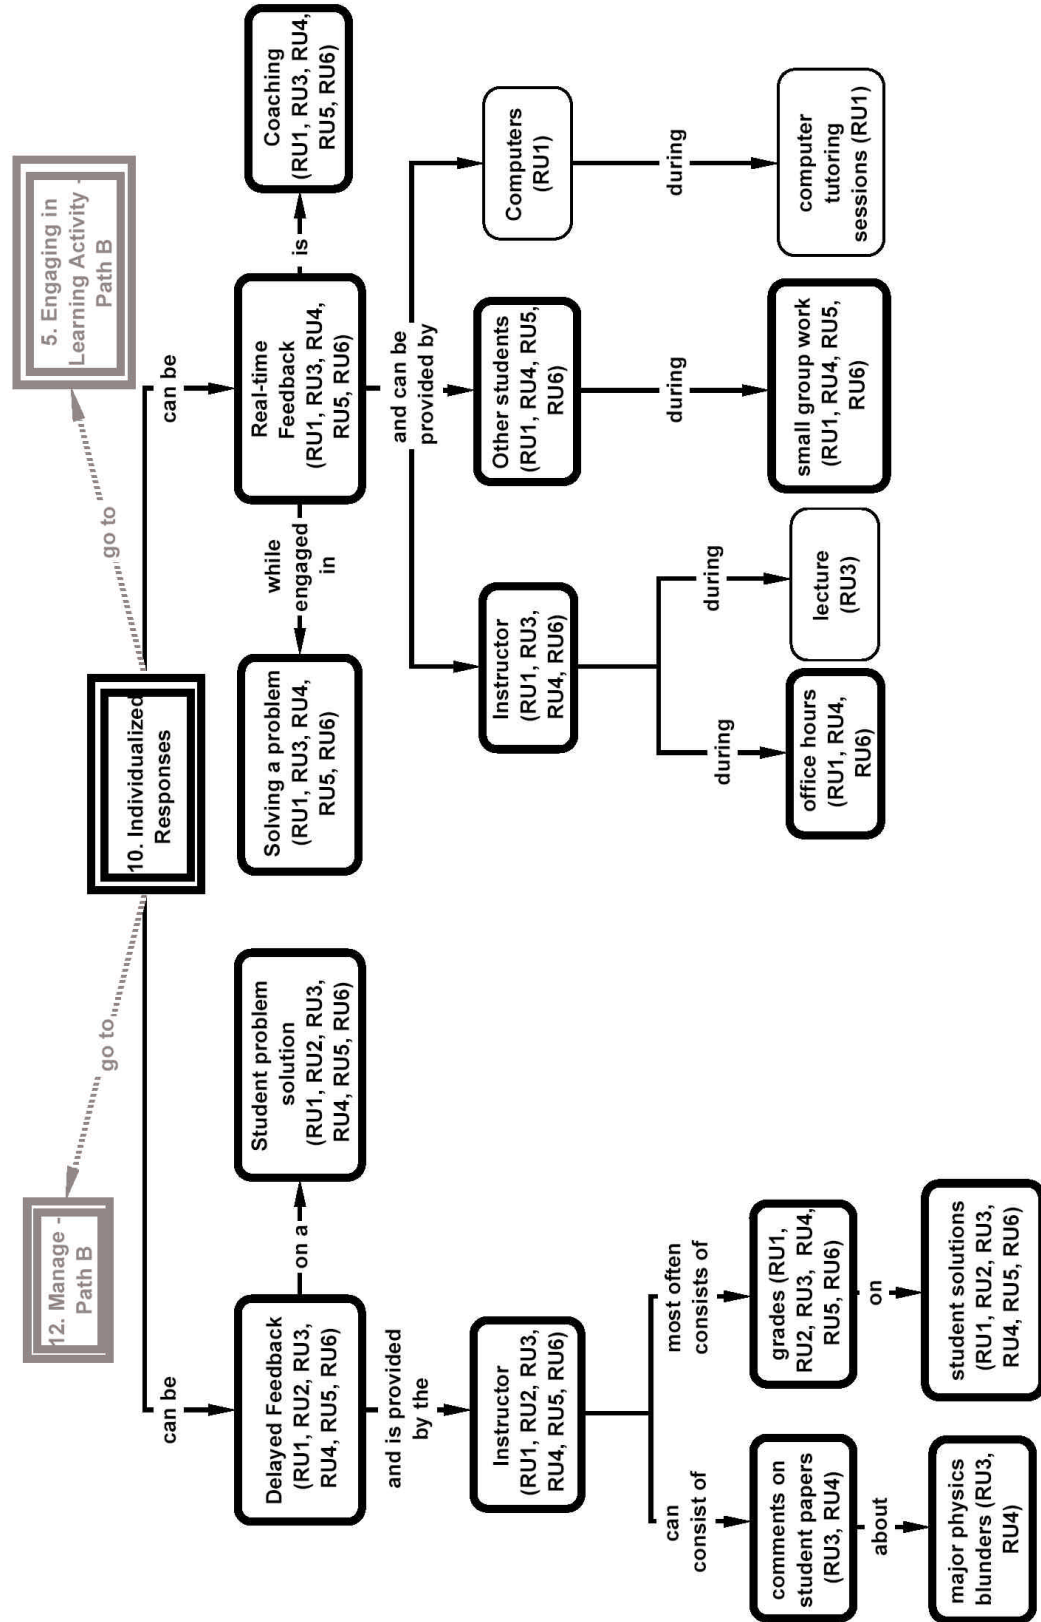 12. Manage -
Path B
go to
10. Individualized
Responses
go to
5. Engaging in
Learning Activity -
Path B
can be
can be
Delayed Feedback
(RU1, RU2, RU3,
RU4, RU5, RU6)
on a
Student problem
solution
(RU1, RU2, RU3,
RU4, RU5, RU6)
Solving a problem
(RU1, RU3, RU4,
RU5, RU6)
while
engaged
in
Real-time
Feedback
(RU1, RU3, RU4,
RU5, RU6)
is
Coaching
(RU1, RU3, RU4,
RU5, RU6)
and is provided
by the
and can be
provided by
Instructor
(RU1, RU2, RU3,
RU4, RU5, RU6)
Instructor
(RU1, RU3,
RU4, RU6)
Other students
(RU1, RU4, RU5,
RU6)
Computers
(RU1)
can
consist of
most often
consists of
during
during
during
during
comments on
student papers
(RU3, RU4)
grades (RU1,
RU2, RU3, RU4,
RU5, RU6)
office hours
(RU1, RU4,
RU6)
lecture
(RU3)
small group work
(RU1, RU4, RU5,
RU6)
computer
tutoring
sessions (RU1)
about
on
major physics
blunders (RU3,
RU4)
student solutions
(RU1, RU2, RU3,
RU4, RU5, RU6)